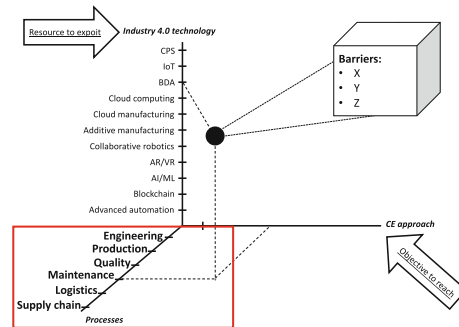 Resource to expoit
Industry 4.0 technology
CPS
IoT
BDA
Cloud computing
Cloud manufacturing
Additive manufacturing
Collaborative robotics
AR/VR
AI/ML
Blockchain
Advanced automation
Barriers:
• X
• Y
• Z
CE approach
Objective to reach
Engineering
Production
Quality
Maintenance
Logistics
Supply chain
Processes